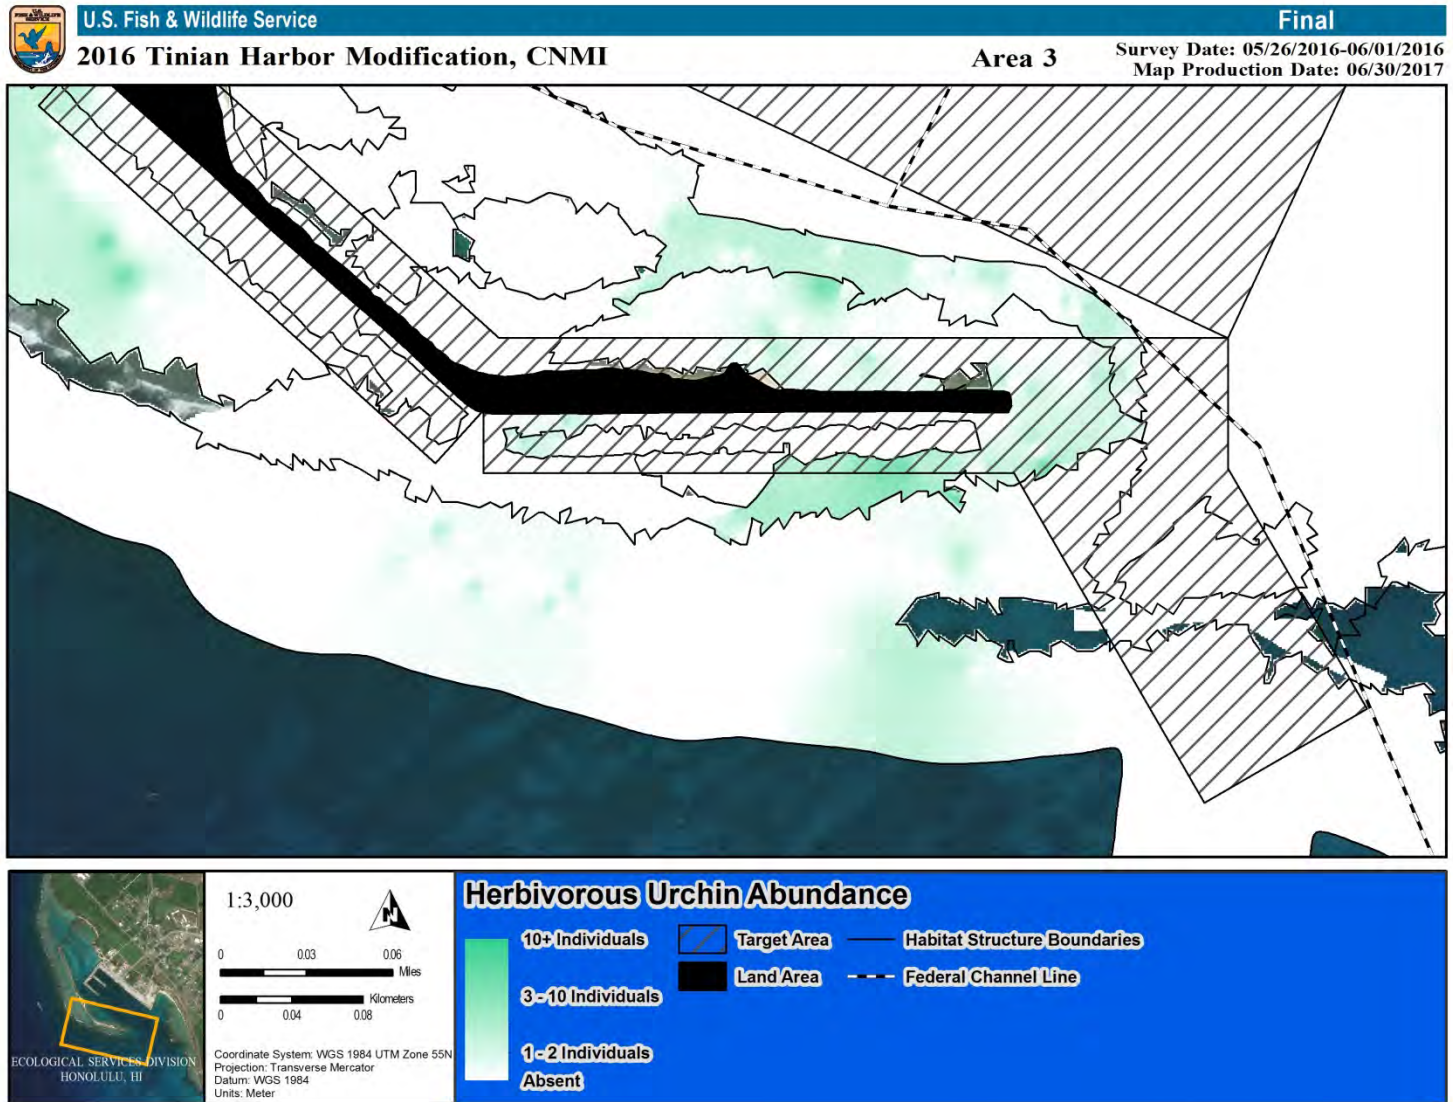 U.S.
FISH & WILDLIFE
SERVICE
U.S. Fish & Wildlife Service
Final
2016 Tinian Harbor Modification, CNMI
Area 3
Survey Date: 05/26/2016-06/01/2016
Map Production Date: 06/30/2017
ECOLOGICAL SERVICES DIVISION
HONOLULU, HI
1:3,000
N
0 0.03 0.06
Miles
Kilometers
0 0.04 0.08
Coordinate System: WGS 1984 UTM Zone 55N
Projection: Transverse Mercator
Datum: WGS 1984
Units: Meter
Herbivorous Urchin Abundance
10+ Individuals
3 - 10 Individuals
1 - 2 Individuals
Absent
Target Area
Land Area
Habitat Structure Boundaries
Federal Channel Line